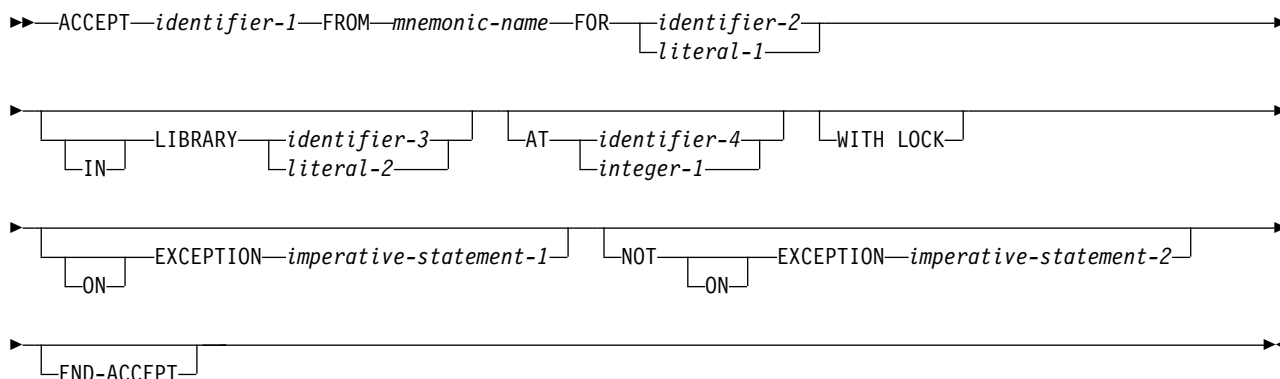 ACCEPT identifier-1 FROM mnemonic-name FOR identifier-2
literal-1
LIBRARY identifier-3 AT identifier-4 WITH LOCK
IN literal-2 integer-1
EXCEPTION imperative-statement-1 NOT EXCEPTION imperative-statement-2
ON ON
END-ACCEPT